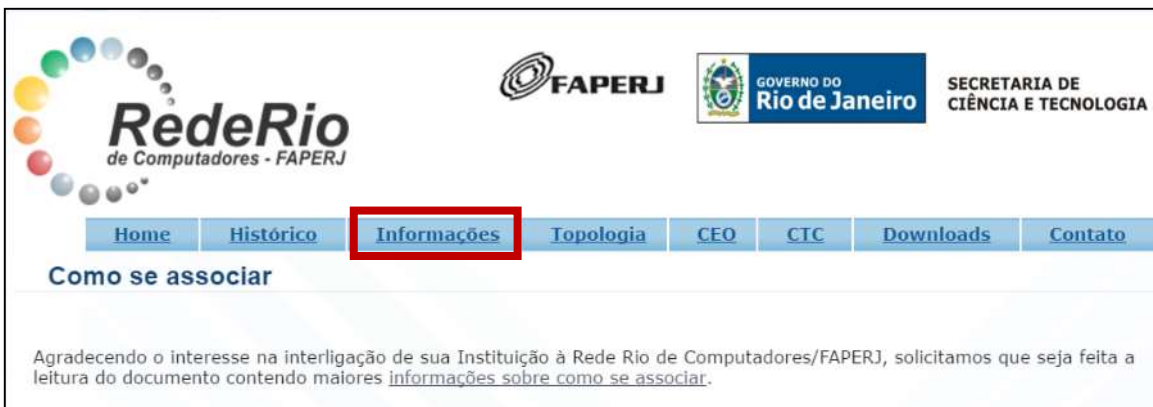 RedeRio
de Computadores - FAPERJ
FAPERJ
GOVERNO DO
Rio de Janeiro
SECRETARIA DE
CIÊNCIA E TECNOLOGIA
Home Histórico Informações Topologia CEO CTC Downloads Contato
Como se associar
Agradecendo o interesse na interligação de sua Instituição à Rede Rio de Computadores/FAPERJ, solicitamos que seja feita a
leitura do documento contendo maiores informações sobre como se associar.